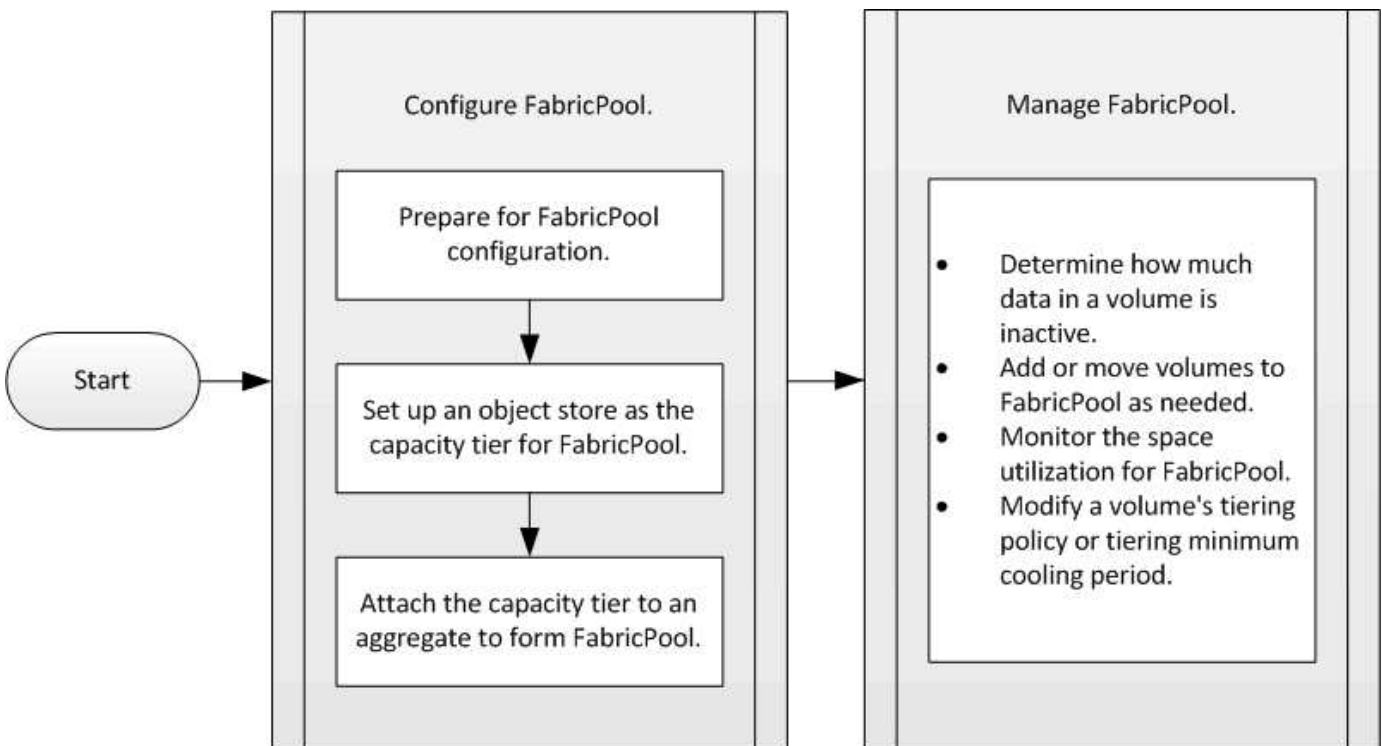 Start
Configure FabricPool.
Prepare for FabricPool
configuration.
Set up an object store as the
capacity tier for FabricPool.
Attach the capacity tier to an
aggregate to form FabricPool.
Manage FabricPool.
• Determine how much
data in a volume is
inactive.
• Add or move volumes to
FabricPool as needed.
• Monitor the space
utilization for FabricPool.
• Modify a volume's tiering
policy or tiering minimum
cooling period.